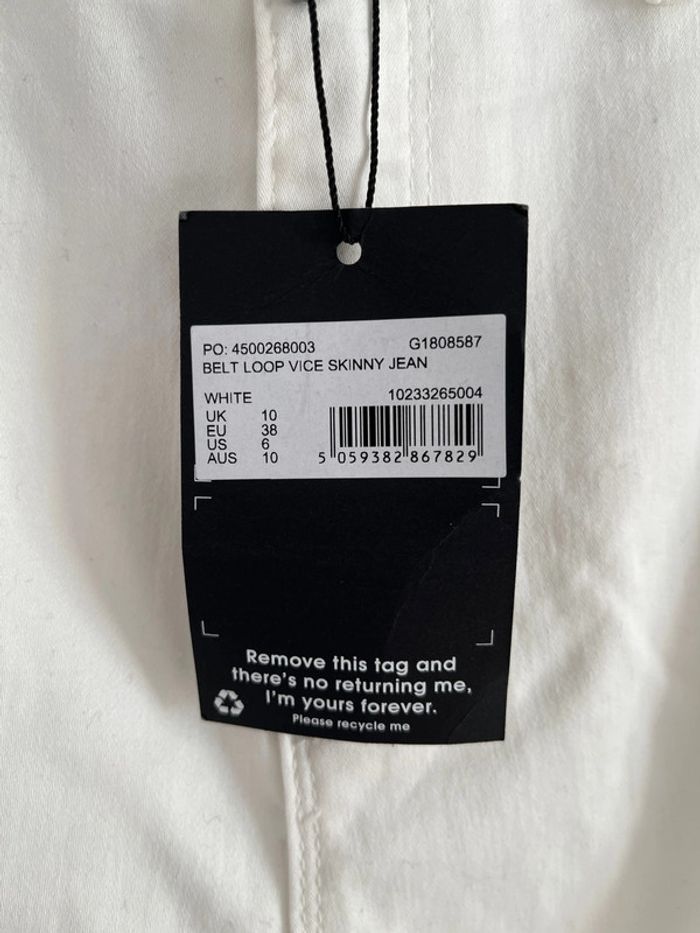 PO: 4500268003 G1808587
BELT LOOP VICE SKINNY JEAN
WHITE 10233265004
UK 10
EU 38
US 6
AUS 10
5 059382 867829
Remove this tag and
there's no returning me,
I'm yours forever.
Please recycle me